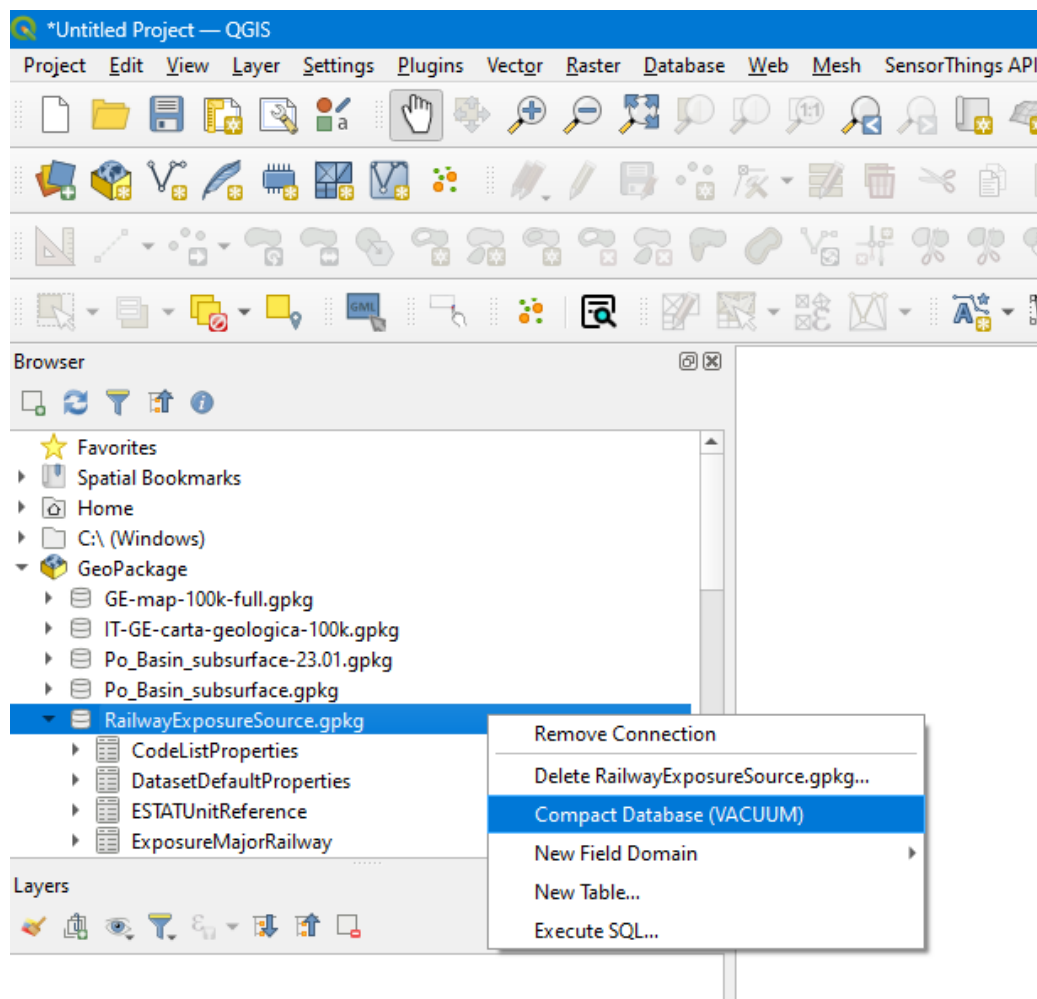 *Untitled Project — QGIS
Project Edit View Layer Settings Plugins Vector Raster Database Web Mesh SensorThings API
a
1:1
GML
A
Browser
Favorites
Spatial Bookmarks
Home
C:\ (Windows)
GeoPackage
GE-map-100k-full.gpkg
IT-GE-carta-geologica-100k.gpkg
Po_Basin_subsurface-23.01.gpkg
Po_Basin_subsurface.gpkg
RailwayExposureSource.gpkg
CodeListProperties
DatasetDefaultProperties
ESTATUnitReference
ExposureMajorRailway
Remove Connection
Delete RailwayExposureSource.gpkg...
Compact Database (VACUUM)
New Field Domain
New Table...
Execute SQL...
Layers
ε